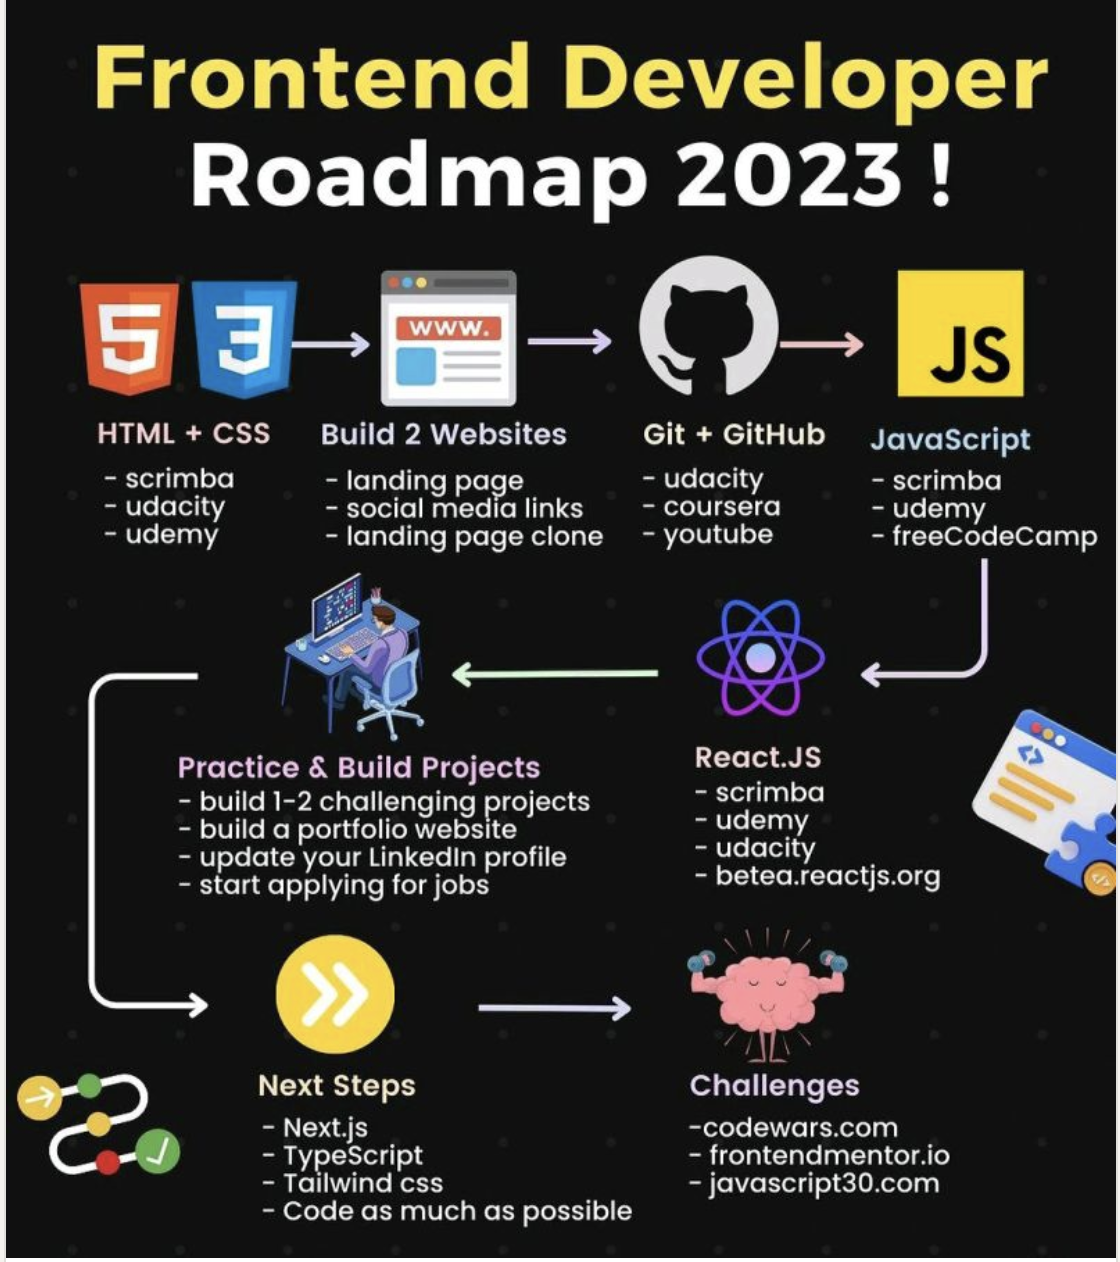 Frontend Developer
Roadmap 2023 !
5
3
www.
JS
HTML + CSS
- scrimba
- udacity
- udemy
Build 2 Websites
- landing page
- social media links
- landing page clone
Git + GitHub
- udacity
- coursera
- youtube
JavaScript
- scrimba
- udemy
- freeCodeCamp
React.JS
- scrimba
- udemy
- udacity
- betea.reactjs.org
Practice & Build Projects
- build 1-2 challenging projects
- build a portfolio website
- update your LinkedIn profile
- start applying for jobs
Next Steps
- Next.js
- TypeScript
- Tailwind css
- Code as much as possible
Challenges
-codewars.com
- frontendmentor.io
- javascript30.com